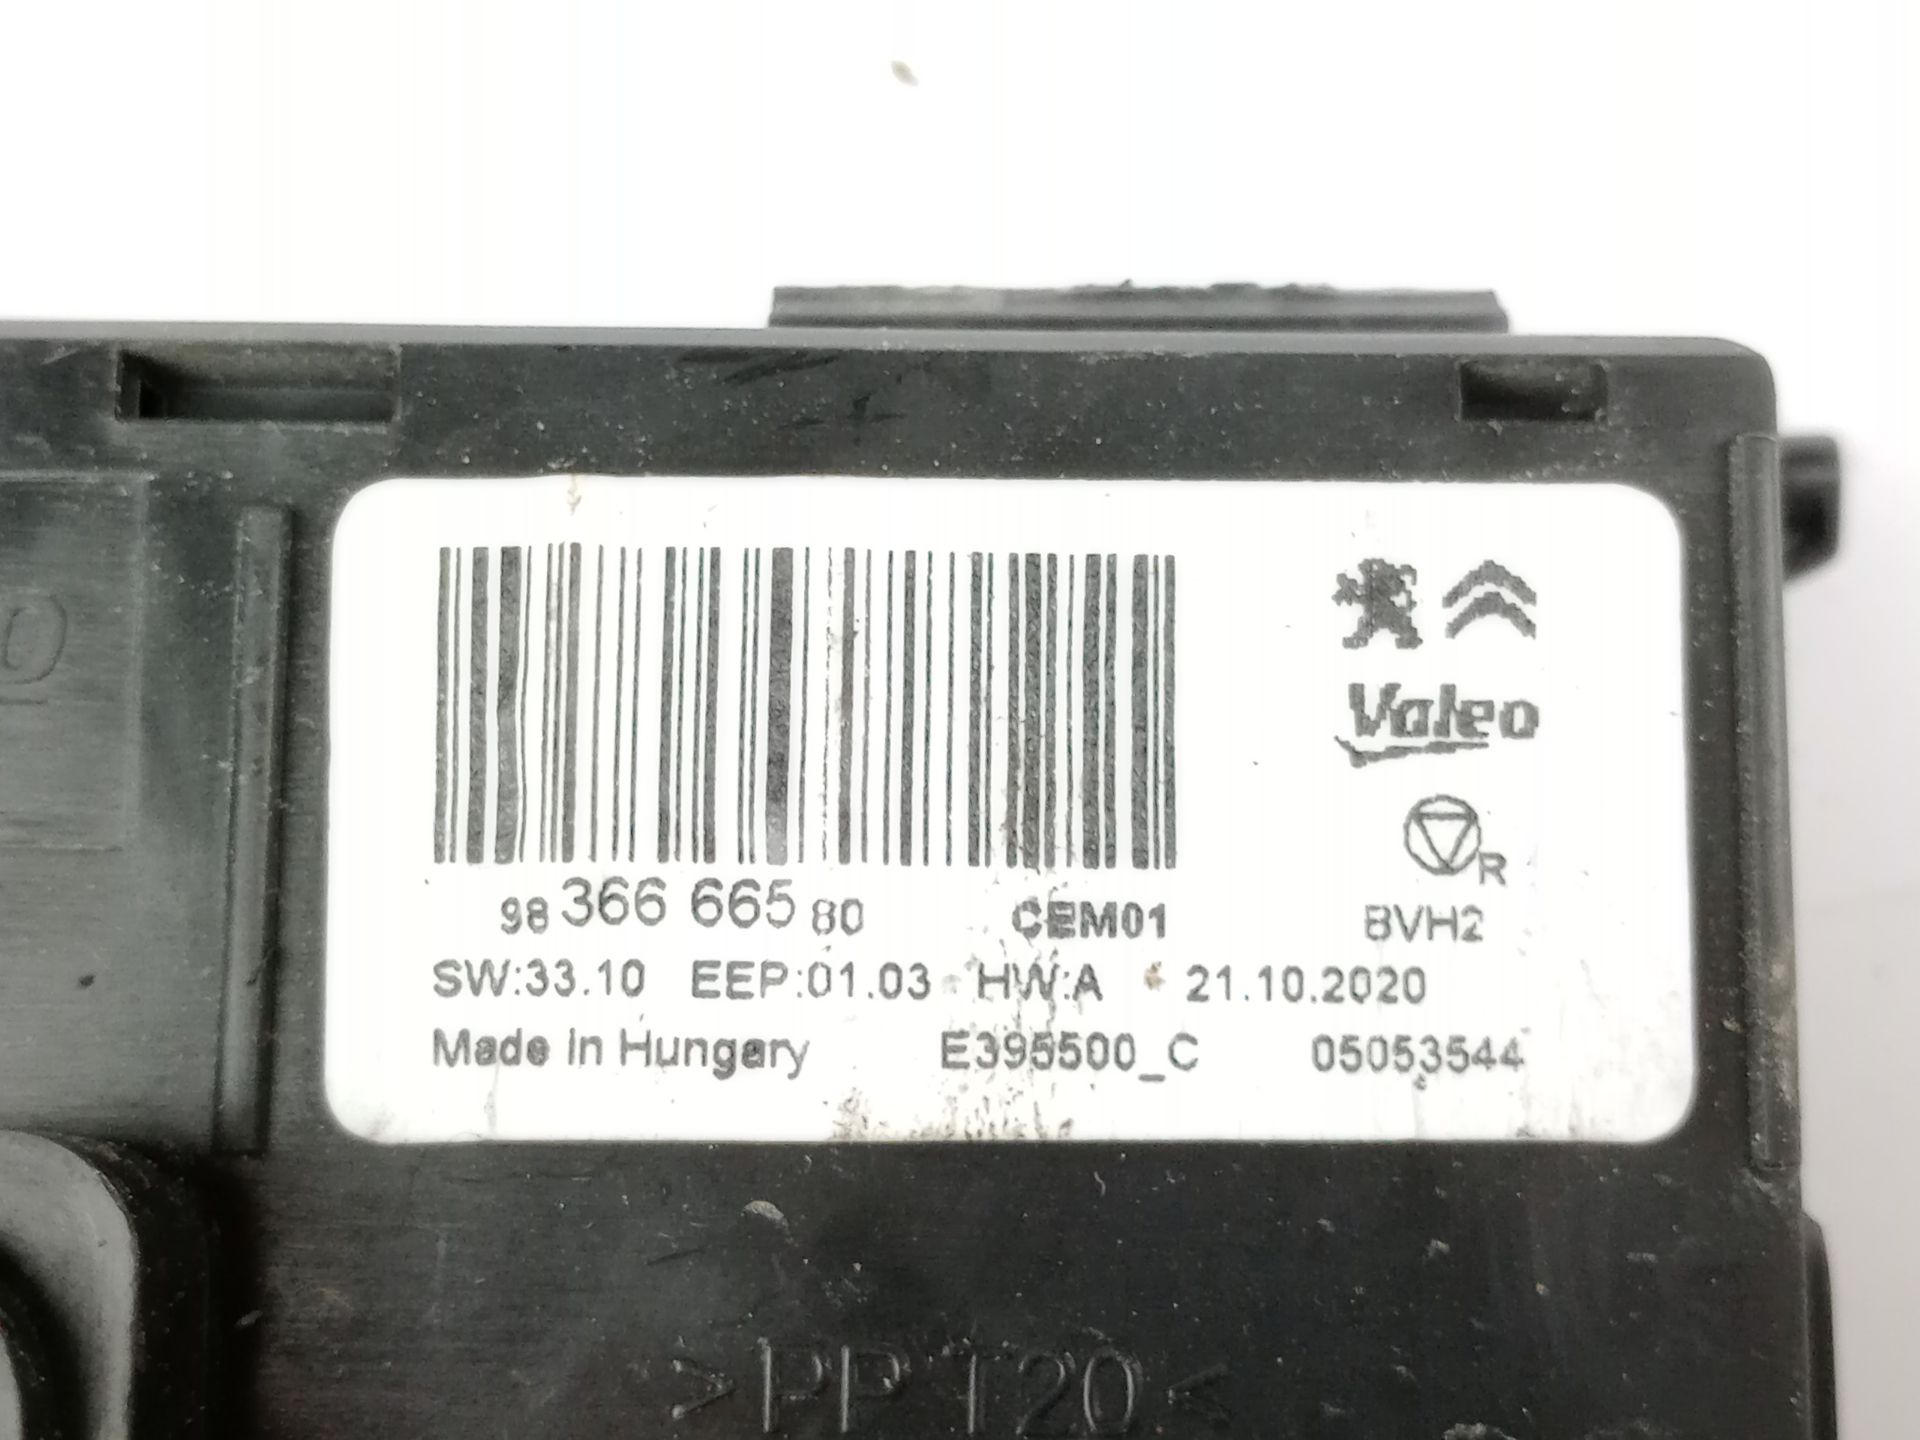 Valeo
R
98 366 665 80 CEM01 BVH2
SW:33.10 EEP:01.03 HW:A 21.10.2020
Made in Hungary E395500_C 05053544
>PP T20<